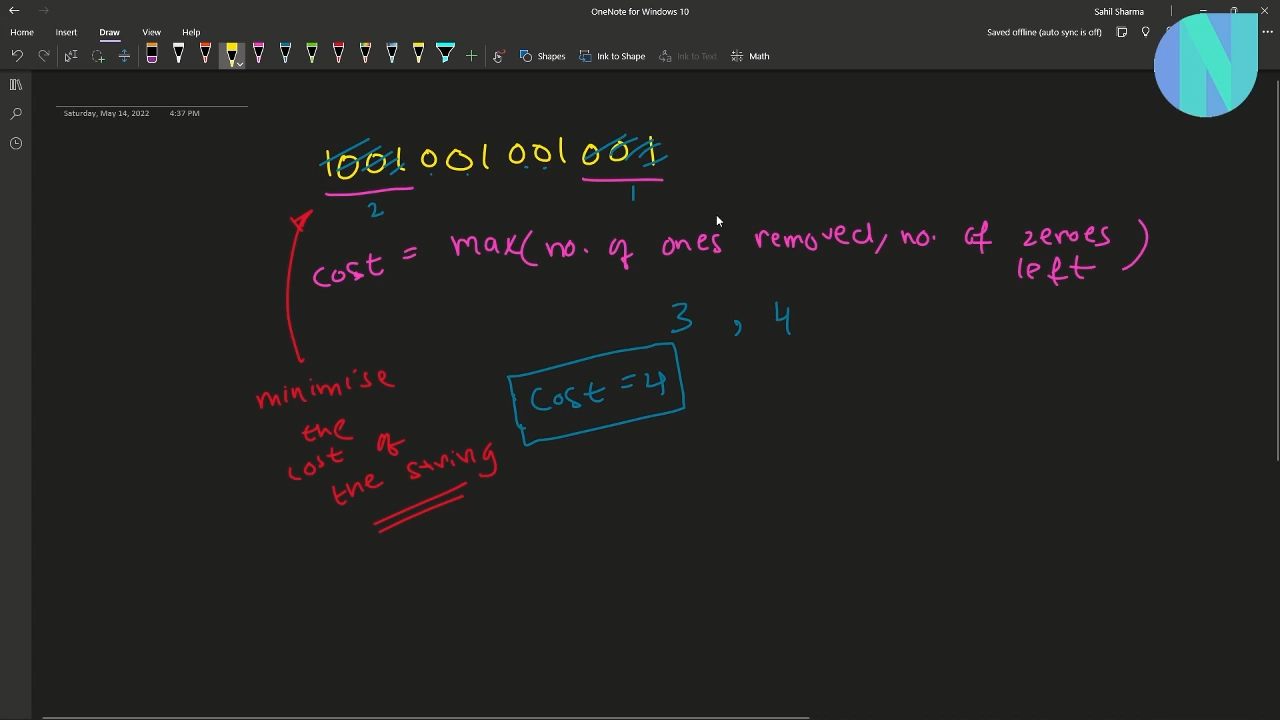 OneNote for Windows 10
Sahil Sharma
Home Insert Draw View Help
Saved offline (auto sync is off)
Shapes Ink to Shape Ink to Text Math
Saturday, May 14, 2022 4:37 PM
1001001001001
2 1
cost = max(no. of ones removed, no. of zeroes
left)
3 , 4
cost = 4
minimise
the
cost of
the string